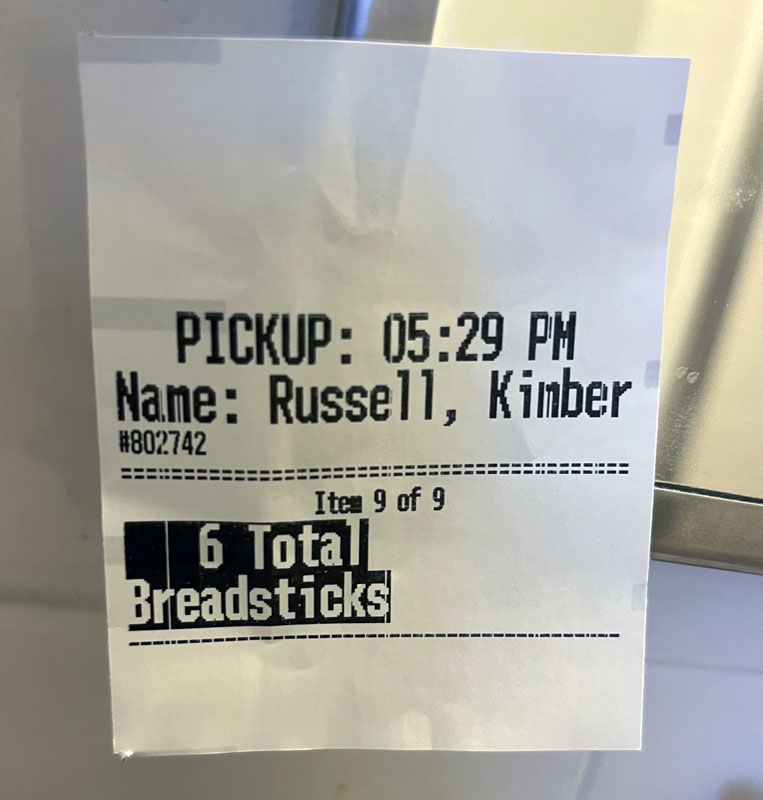 PICKUP: 05:29 PM
Name: Russell, Kimber
#802742
Item 9 of 9
6 Total
Breadsticks